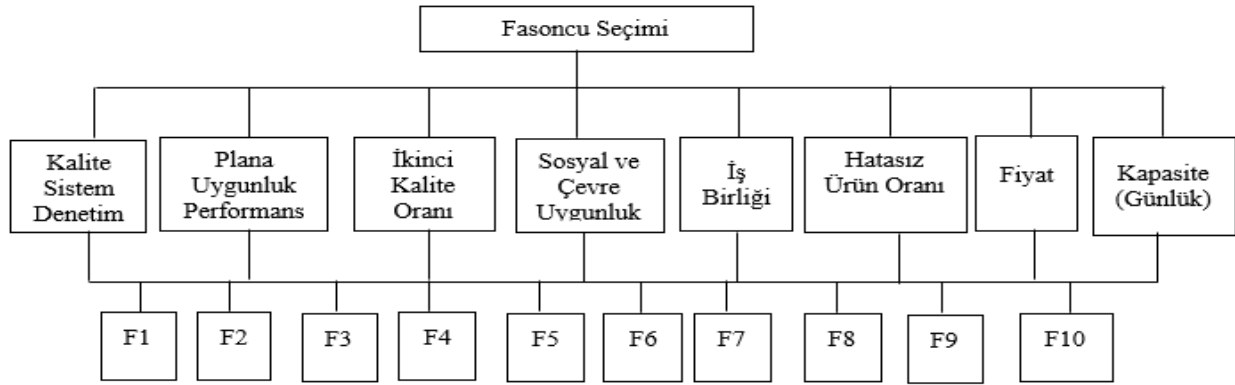 Fasoncu Seçimi
Kalite
Sistem
Denetim
Plana
Uygunluk
Performans
İkinci
Kalite
Oranı
Sosyal ve
Çevre
Uygunluk
İş
Birliği
Hatasız
Ürün Oranı
Fiyat
Kapasite
(Günlük)
F1
F2
F3
F4
F5
F6
F7
F8
F9
F10